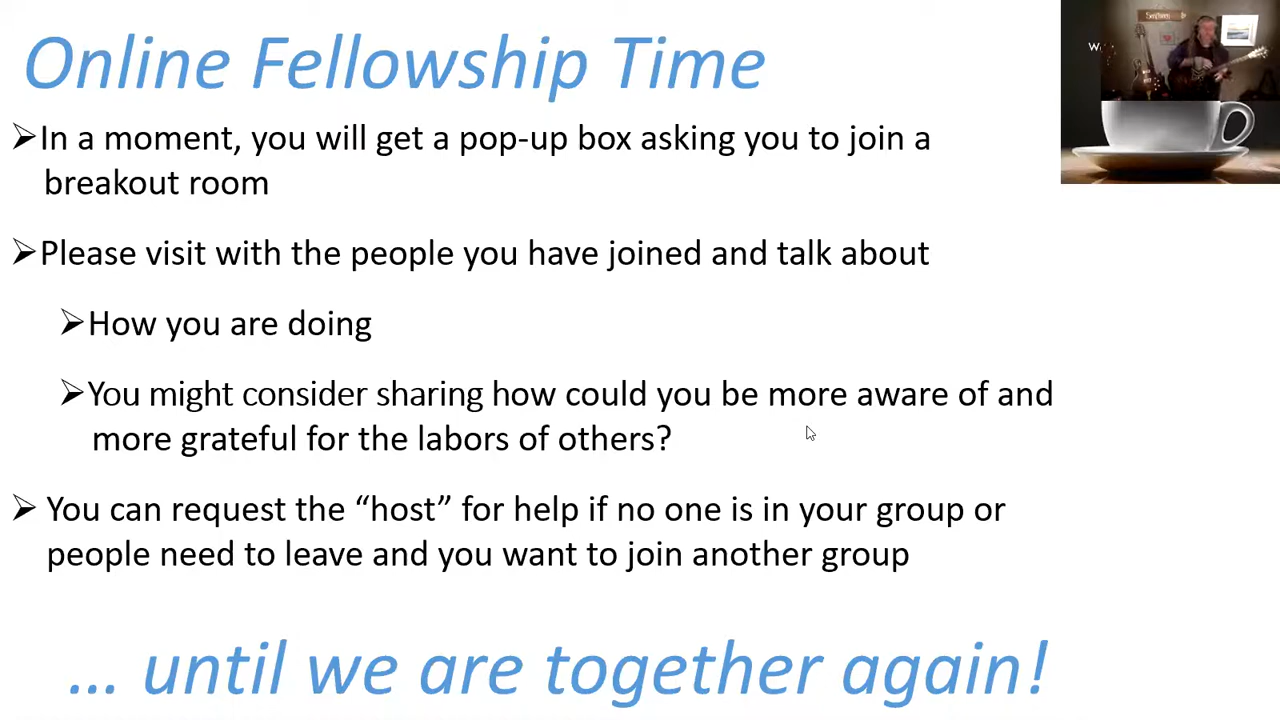 Online Fellowship Time
➢In a moment, you will get a pop-up box asking you to join a
breakout room
➢Please visit with the people you have joined and talk about
➢How you are doing
➢You might consider sharing how could you be more aware of and
more grateful for the labors of others?
➢ You can request the “host” for help if no one is in your group or
people need to leave and you want to join another group
... until we are together again!